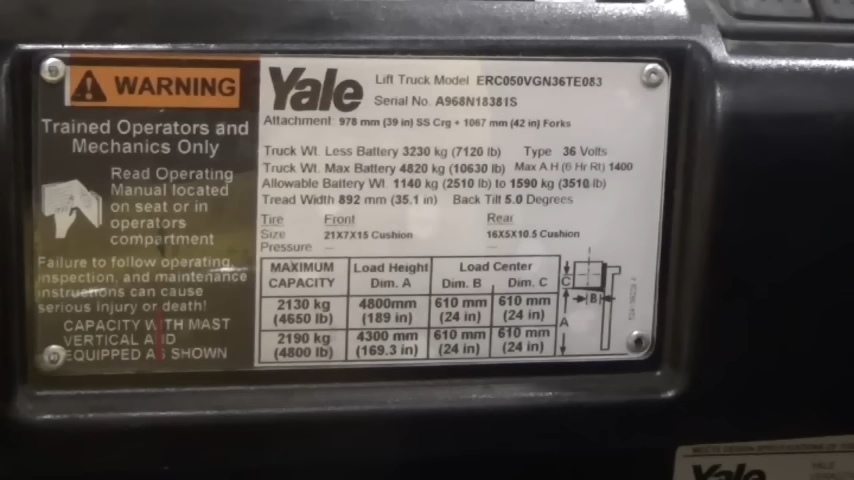 WARNING
Trained Operators and
Mechanics Only
Read Operating
Manual located
on seat or in
operators
compartment
Failure to follow operating,
inspection, and maintenance
instructions can cause
serious injury or death!
CAPACITY WITH MAST
VERTICAL AND
EQUIPPED AS SHOWN
Yale Lift Truck Model ERC050VGN36TE083
Serial No. A968N18381S
Attachment 978 mm (39 in) SS Crg + 1067 mm (42 in) Forks
Truck Wt. Less Battery 3230 kg (7120 lb) Type 36 Volts
Truck Wt. Max Battery 4820 kg (10630 lb) Max A H (6 Hr Rt) 1400
Allowable Battery Wt. 1140 kg (2510 lb) to 1590 kg (3510 lb)
Tread Width 892 mm (35.1 in) Back Tilt 5.0 Degrees
Tire Front Rear
Size 21X7X15 Cushion 16X5X10.5 Cushion
Pressure — —
MAXIMUM CAPACITY Load Height Dim. A Load Center Dim. B Dim. C
2130 kg (4650 lb) 4800mm (189 in) 610 mm (24 in) 610 mm (24 in)
2190 kg (4800 lb) 4300 mm (169.3 in) 610 mm (24 in) 610 mm (24 in)
C
B
A
Yale
YALE